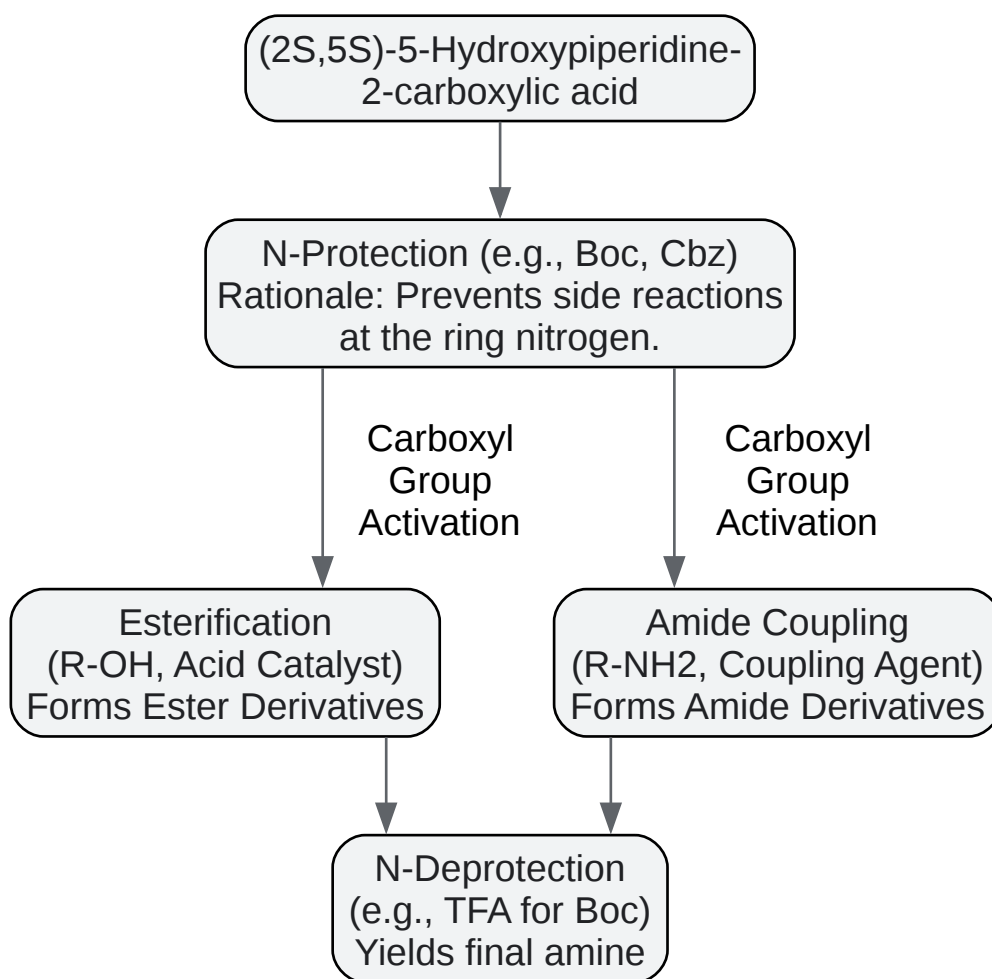 (2S,5S)-5-Hydroxypiperidine-
2-carboxylic acid
N-Protection (e.g., Boc, Cbz)
Rationale: Prevents side reactions
at the ring nitrogen.
Carboxyl
Group
Activation
Carboxyl
Group
Activation
Esterification
(R-OH, Acid Catalyst)
Forms Ester Derivatives
Amide Coupling
(R-NH2, Coupling Agent)
Forms Amide Derivatives
N-Deprotection
(e.g., TFA for Boc)
Yields final amine